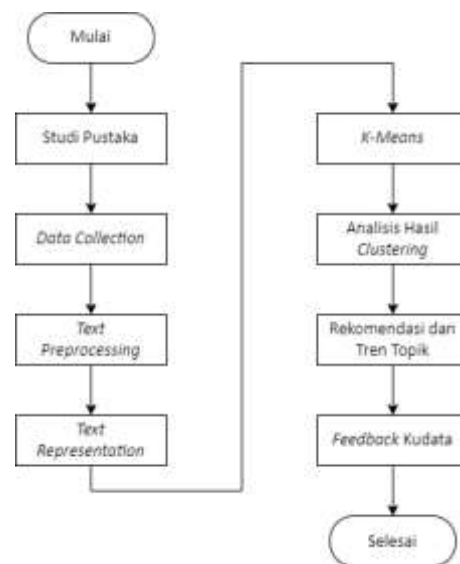 Mulai
Studi Pustaka
Data Collection
Text
Preprocessing
Text
Representation
K-Means
Analisis Hasil
Clustering
Rekomendasi dan
Tren Topik
Feedback Kudata
Selesai